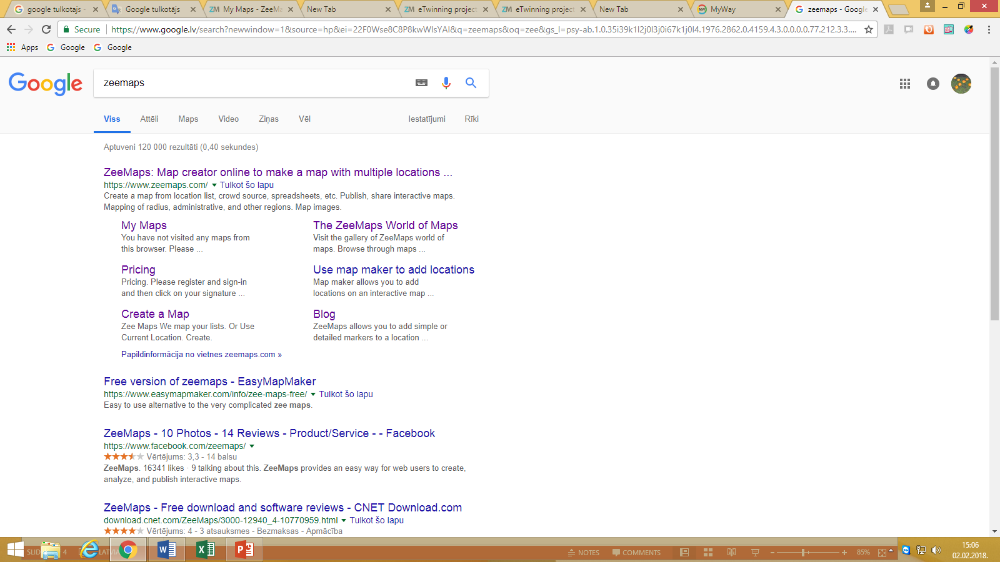 google tulkotajs -
Google tulkotājs
ZM My Maps - ZeeMa
New Tab
ZM eTwinning project
ZM eTwinning project
New Tab
MW MyWay
zeemaps - Google
Secure
https://www.google.lv/search?newwindow=1&source=hp&ei=22F0Wse8C8P8kwWIsYAI&q=zeemaps&oq=zee&gs_l=psy-ab.1.0.35i39k1l2j0l3j0i67k1j0l4.1976.2862.0.4159.4.3.0.0.0.0.77.212.3.3....
Apps Google Google
Google
zeemaps
Viss Attēli Maps Video Ziņas Vēl Iestatījumi Rīki
Aptuveni 120 000 rezultāti (0,40 sekundes)
ZeeMaps: Map creator online to make a map with multiple locations ...
https://www.zeemaps.com/ Tulkot šo lapu
Create a map from location list, crowd source, spreadsheets, etc. Publish, share interactive maps.
Mapping of radius, administrative, and other regions. Map images.
My Maps
You have not visited any maps from
this browser. Please ...
The ZeeMaps World of Maps
Visit the gallery of ZeeMaps world of
maps. Browse through maps ...
Pricing
Pricing. Please register and sign-in
and then click on your signature ...
Use map maker to add locations
Map maker allows you to add
locations on an interactive map ...
Create a Map
Zee Maps We map your lists. Or Use
Current Location. Create.
Blog
ZeeMaps allows you to add simple or
detailed markers to a location ...
Papildinformācija no vietnes zeemaps.com »
Free version of zeemaps - EasyMapMaker
https://www.easymapmaker.com/info/zee-maps-free/ Tulkot šo lapu
Easy to use alternative to the very complicated zee maps.
ZeeMaps - 10 Photos - 14 Reviews - Product/Service - - Facebook
https://www.facebook.com/zeemaps/
Vērtējums: 3,3 - 14 balsu
ZeeMaps. 16341 likes · 9 talking about this. ZeeMaps provides an easy way for web users to create,
analyze, and publish interactive maps.
ZeeMaps - Free download and software reviews - CNET Download.com
download.cnet.com/ZeeMaps/3000-12940_4-10770959.html Tulkot šo lapu
Vērtējums: 4 - 3 atsauksmes - Bezmaksas - Apmācība
4
NOTES COMMENTS 85%
15:06
02.02.2018.